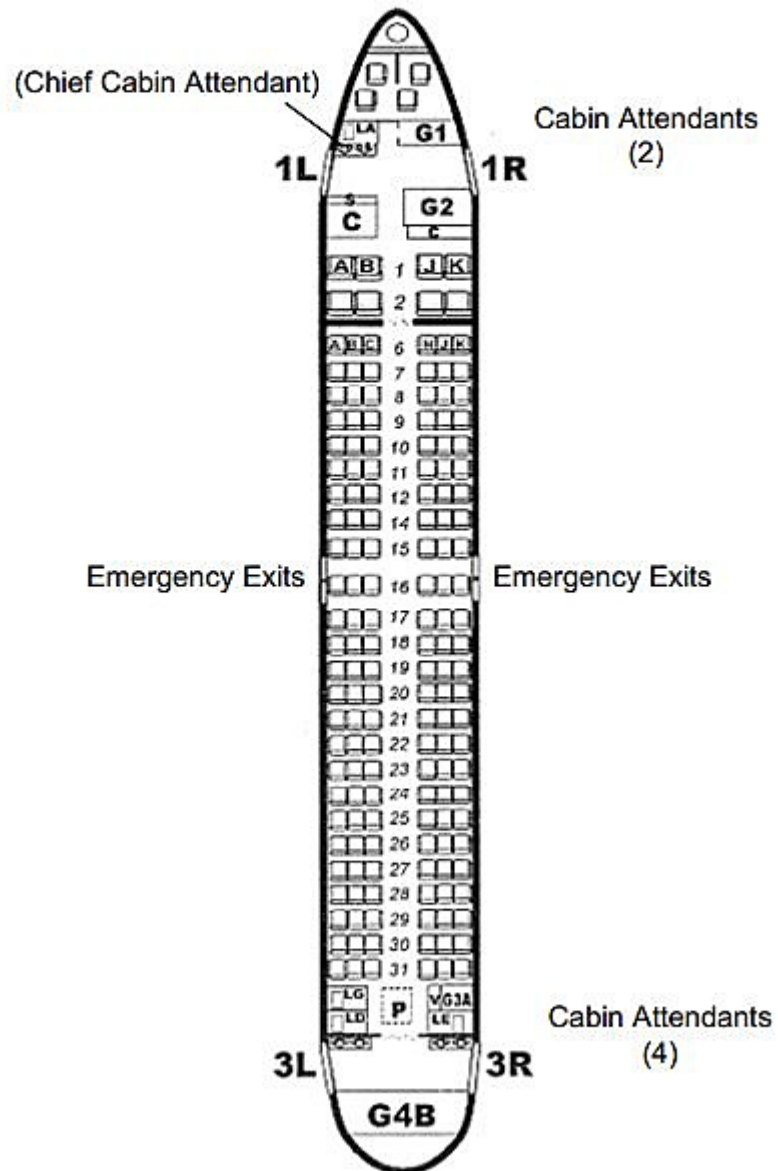 (Chief Cabin Attendant)
LA
G1
Cabin Attendants
(2)
1L
1R
S
C
G2
C
A B 1 J K
2
A B C 6 H J K
7
8
9
10
11
12
14
15
Emergency Exits 16 Emergency Exits
17
18
19
20
21
22
23
24
25
26
27
28
29
30
31
LG P V G3A
LD LE
Cabin Attendants
(4)
3L 3R
G4B